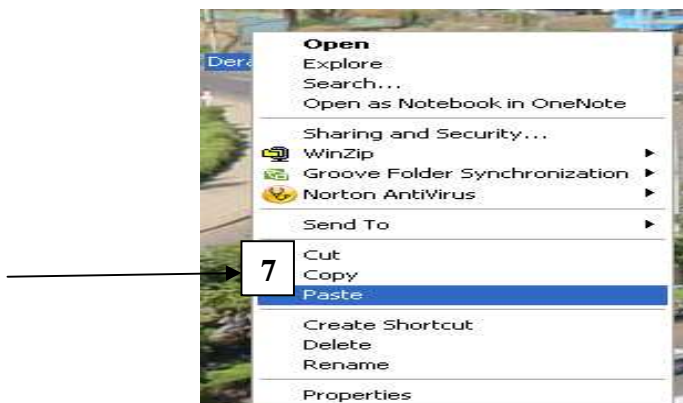 Open
Dera
Explore
Search...
Open as Notebook in OneNote
Sharing and Security...
WinZip
Groove Folder Synchronization
Norton AntiVirus
Send To
Cut
7
Copy
Paste
Create Shortcut
Delete
Rename
Properties